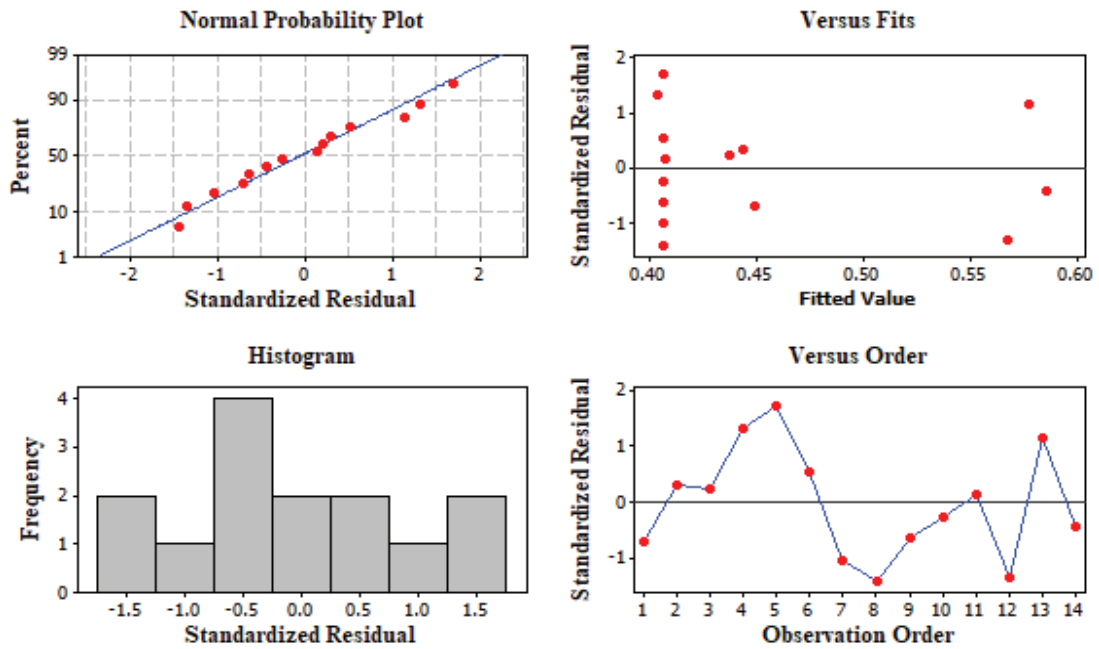 Normal Probability Plot
99
90
50
10
1
Percent
-2 -1 0 1 2
Standardized Residual
Versus Fits
2
1
0
-1
Standardized Residual
0.40 0.45 0.50 0.55 0.60
Fitted Value
Histogram
4
3
2
1
0
Frequency
-1.5 -1.0 -0.5 0.0 0.5 1.0 1.5
Standardized Residual
Versus Order
2
1
0
-1
Standardized Residual
1 2 3 4 5 6 7 8 9 10 11 12 13 14
Observation Order